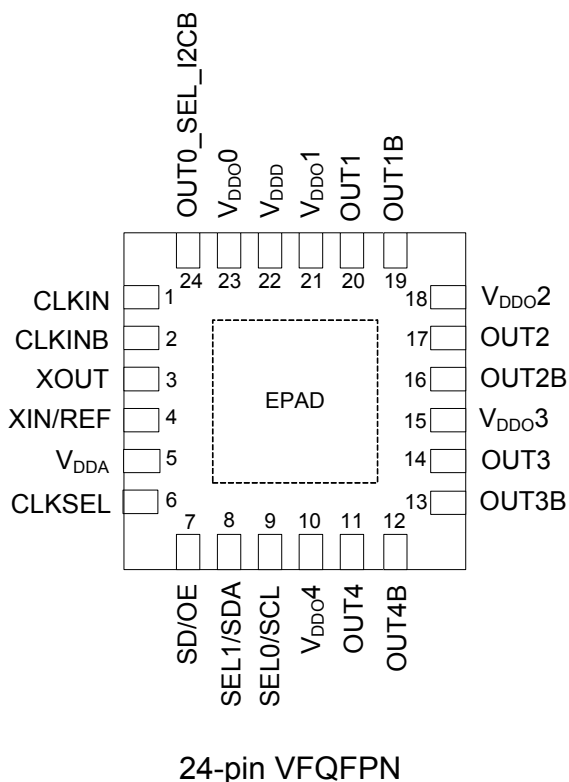 OUT0_SEL_I2CB
VDDO0
VDDD
VDDO1
OUT1
OUT1B
24
23
22
21
20
19
CLKIN
1
CLKINB
2
XOUT
3
XIN/REF
4
VDDA
5
CLKSEL
6
EPAD
18
VDDO2
17
OUT2
16
OUT2B
15
VDDO3
14
OUT3
13
OUT3B
7
8
9
10
11
12
SD/OE
SEL1/SDA
SEL0/SCL
VDDO4
OUT4
OUT4B
24-pin VFQFPN